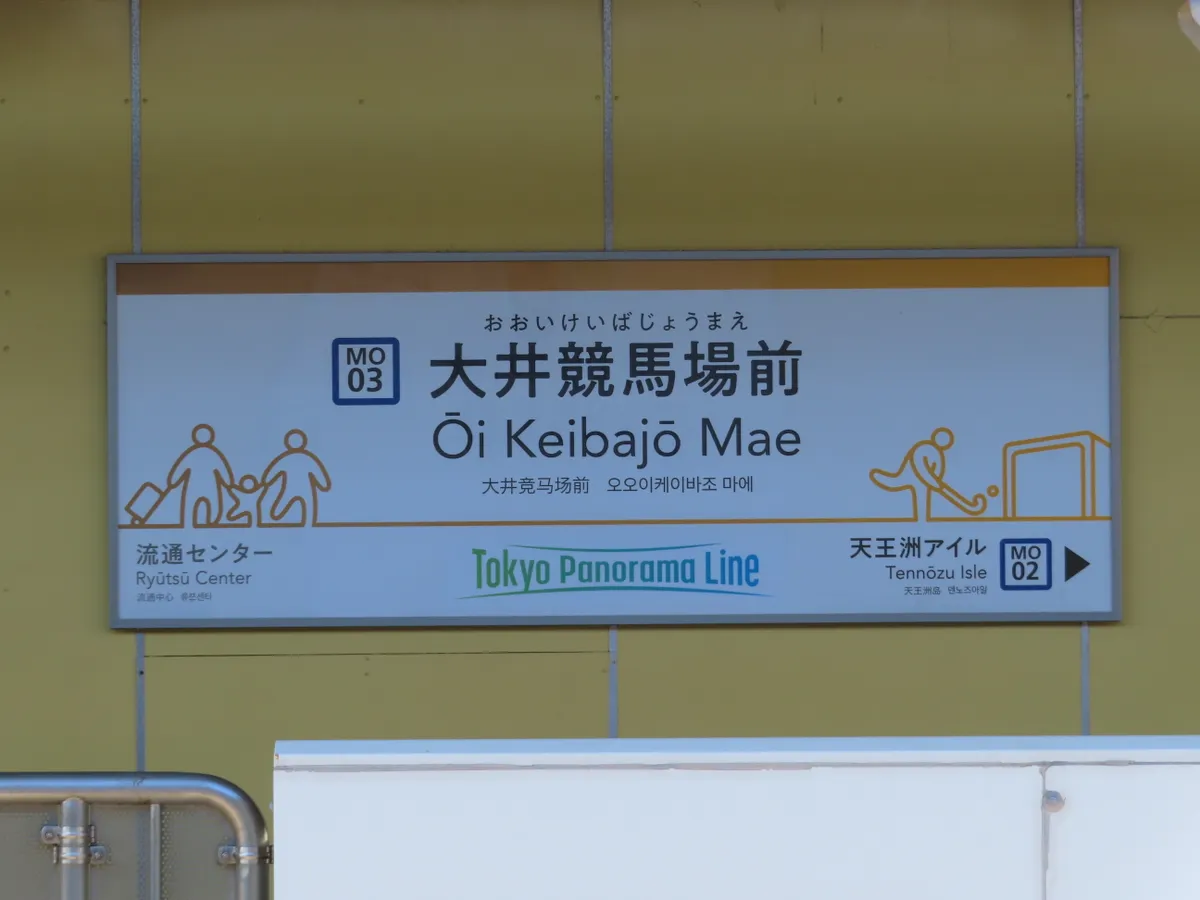 おおいけいばじょうまえ
MO
03
大井競馬場前
Ōi Keibajō Mae
大井竞马场前 오오이케이바조 마에
流通センター
Ryūtsū Center
流通中心 류쓰센타
Tokyo Panorama Line
天王洲アイル
Tennōzu Isle
天王洲岛 덴노즈아일
MO
02